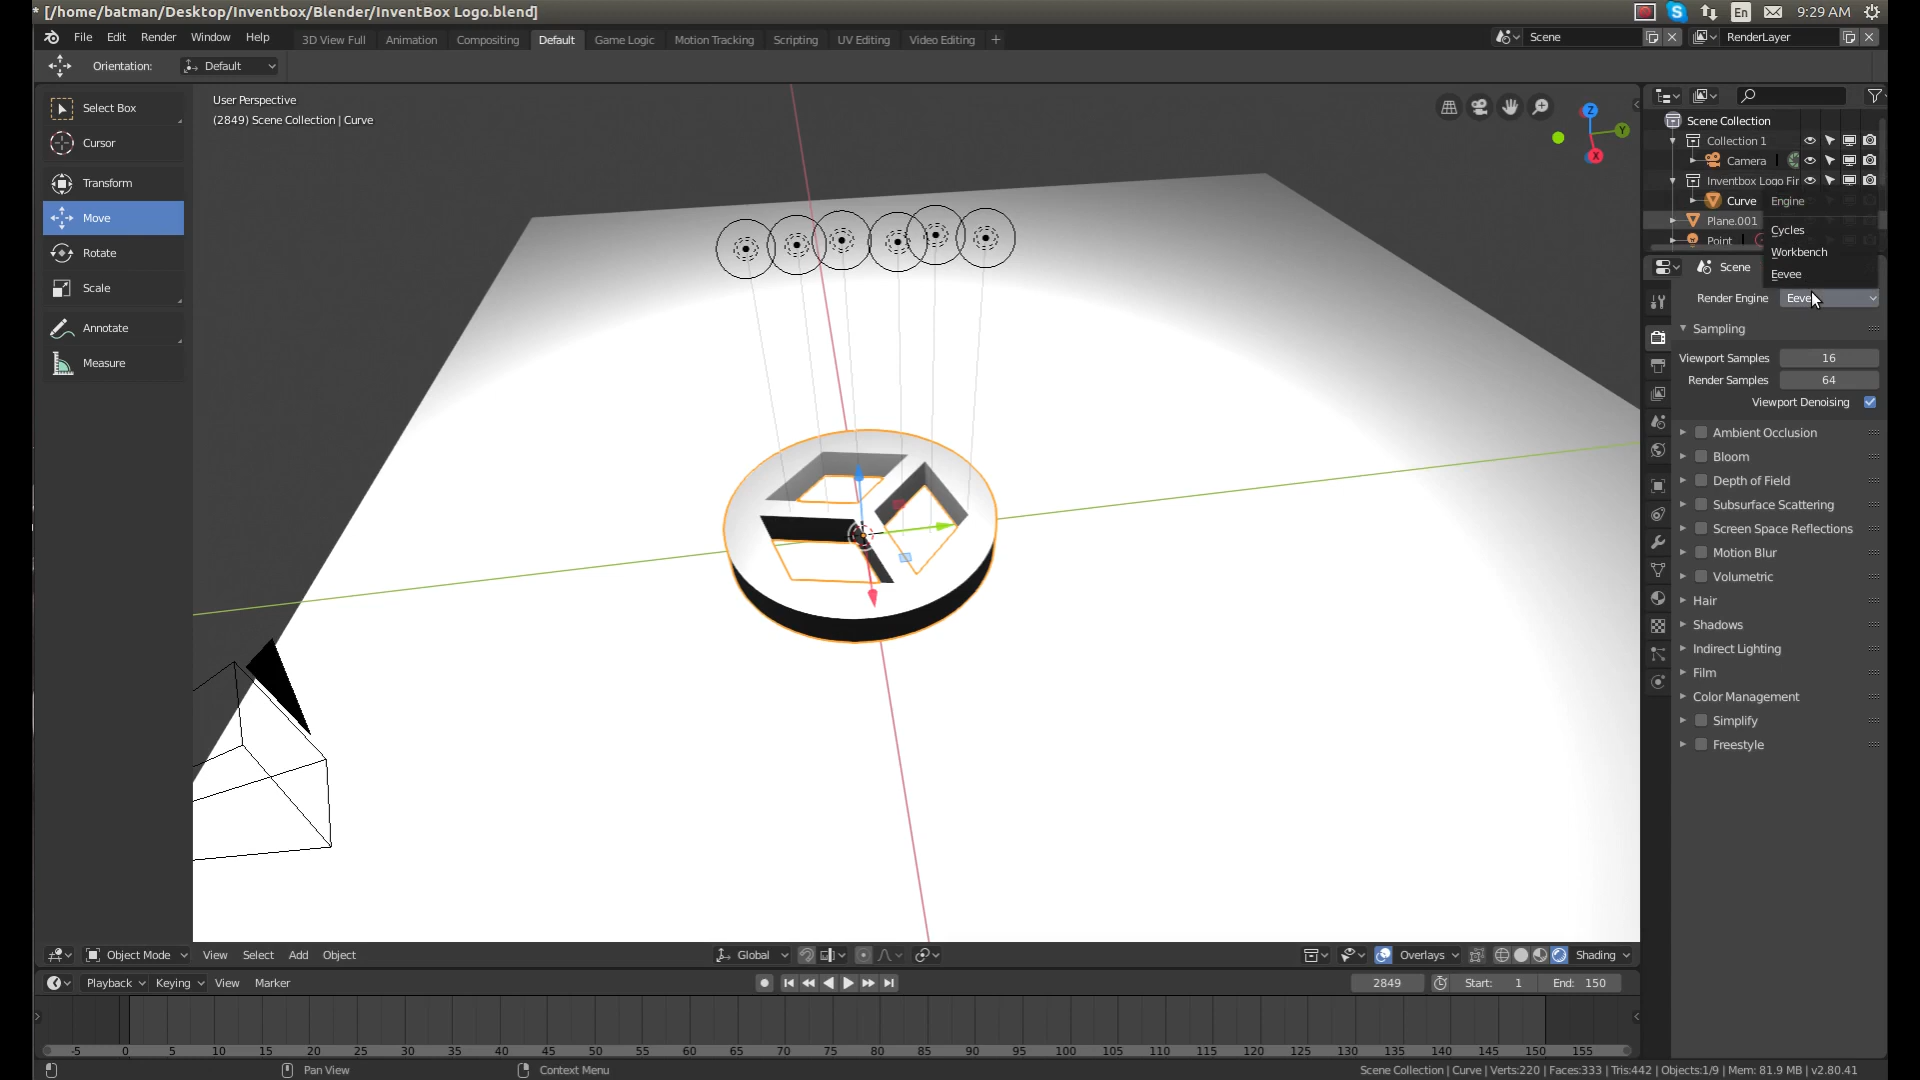 * [/home/batman/Desktop/Inventbox/Blender/InventBox Logo.blend]
En
9:29 AM
File Edit Render Window Help
3D View Full Animation Compositing Default Game Logic Motion Tracking Scripting UV Editing Video Editing +
Scene
RenderLayer
Orientation: Default
Select Box
Cursor
Transform
Move
Rotate
Scale
Annotate
Measure
User Perspective
(2849) Scene Collection | Curve
Z
Y
X
Scene Collection
Collection 1
Camera
Inventbox Logo Fir
Curve
Plane.001
Point
Engine
Cycles
Workbench
Eevee
Scene
Render Engine
Sampling
Viewport Samples 16
Render Samples 64
Viewport Denoising
Ambient Occlusion
Bloom
Depth of Field
Subsurface Scattering
Screen Space Reflections
Motion Blur
Volumetric
Hair
Shadows
Indirect Lighting
Film
Color Management
Simplify
Freestyle
Object Mode View Select Add Object
Global
Overlays
Shading
Playback Keying View Marker
2849
Start: 1
End: 150
-5 0 5 10 15 20 25 30 35 40 45 50 55 60 65 70 75 80 85 90 95 100 105 110 115 120 125 130 135 140 145 150 155
Pan View
Context Menu
Scene Collection | Curve | Verts:220 | Faces:333 | Tris:442 | Objects:1/9 | Mem: 81.9 MB | v2.80.41